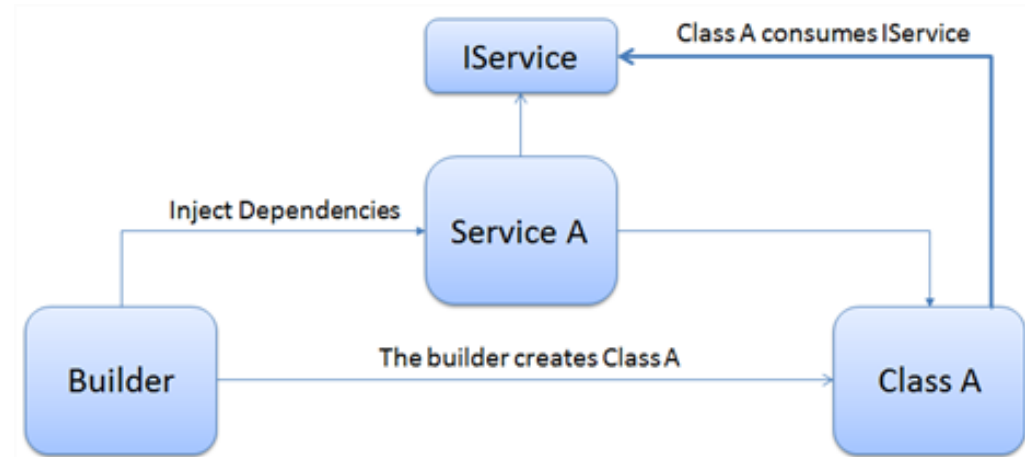 Class A consumes IService
IService
Inject Dependencies
Service A
The builder creates Class A
Builder
Class A